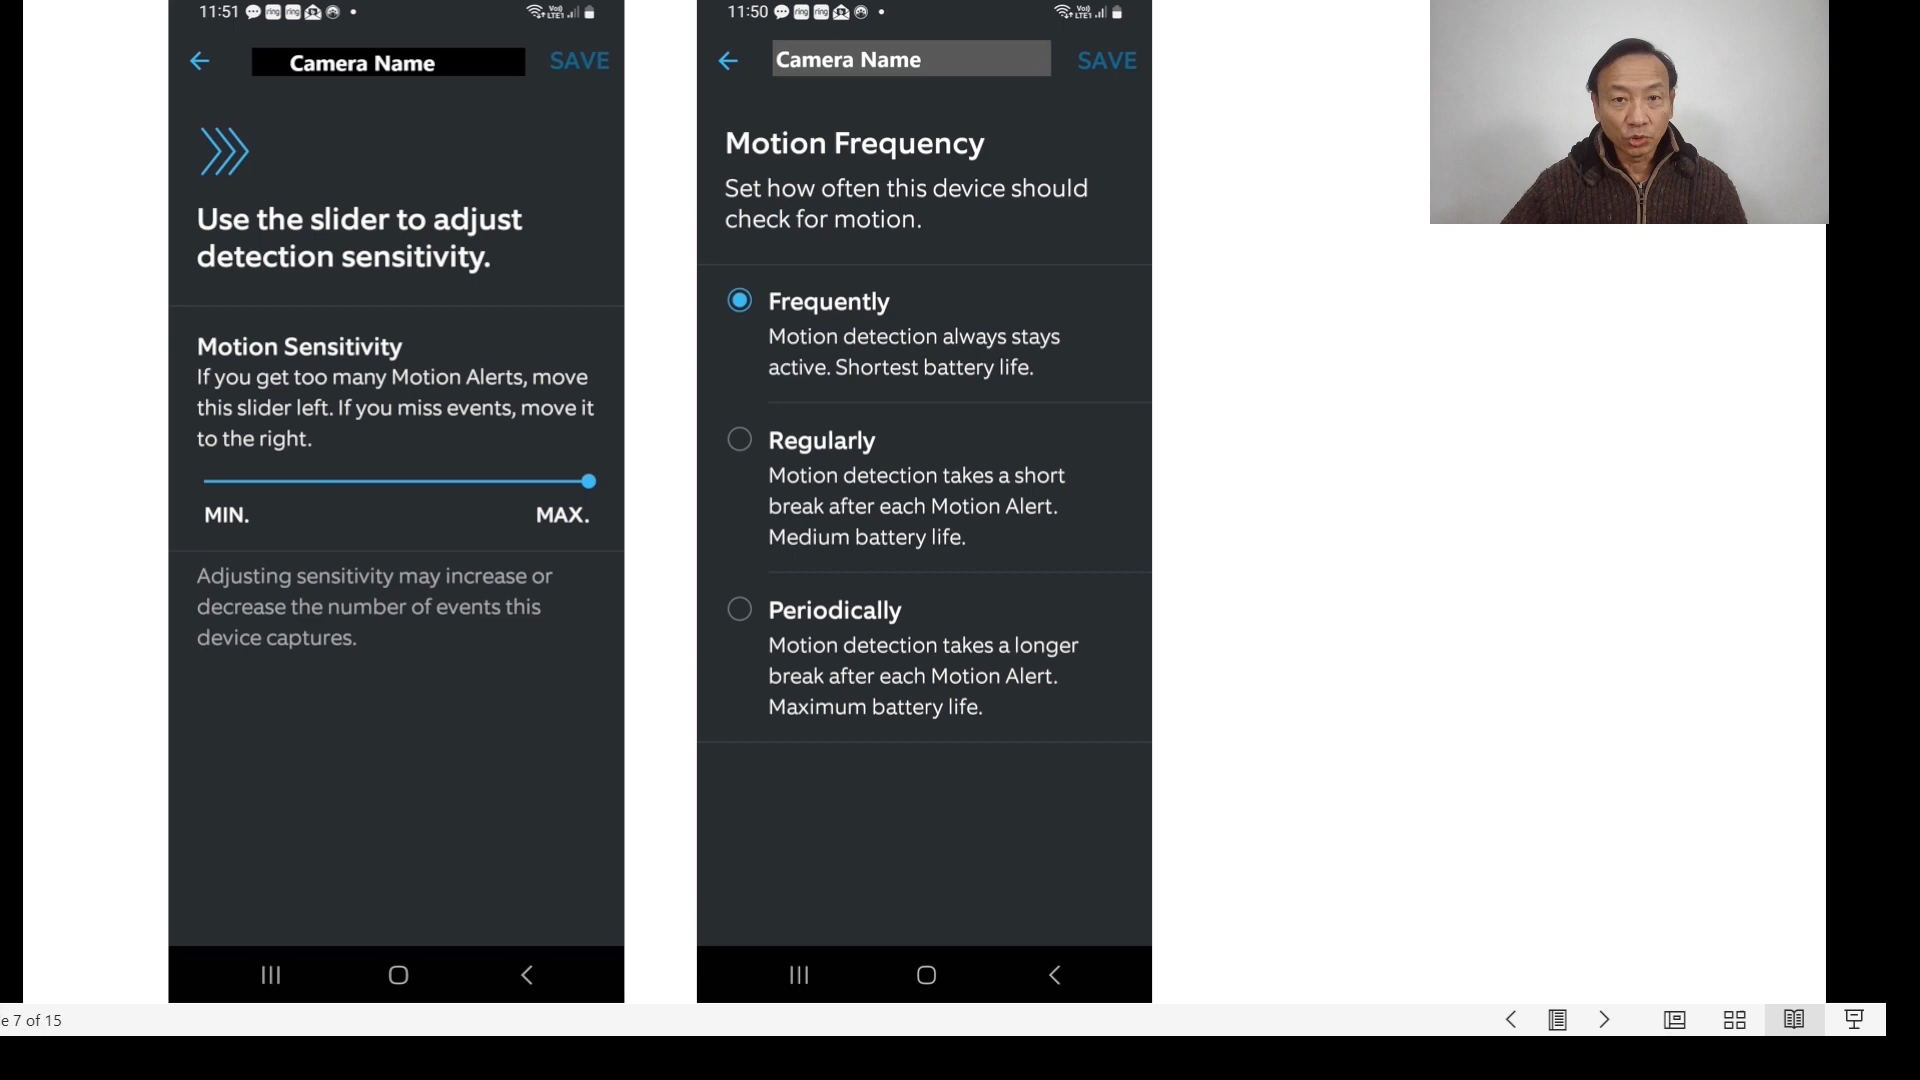 11:51
Camera Name
SAVE
Use the slider to adjust
detection sensitivity.
Motion Sensitivity
If you get too many Motion Alerts, move
this slider left. If you miss events, move it
to the right.
MIN.
MAX.
Adjusting sensitivity may increase or
decrease the number of events this
device captures.
11:50
Camera Name
SAVE
Motion Frequency
Set how often this device should
check for motion.
Frequently
Motion detection always stays
active. Shortest battery life.
Regularly
Motion detection takes a short
break after each Motion Alert.
Medium battery life.
Periodically
Motion detection takes a longer
break after each Motion Alert.
Maximum battery life.
e 7 of 15